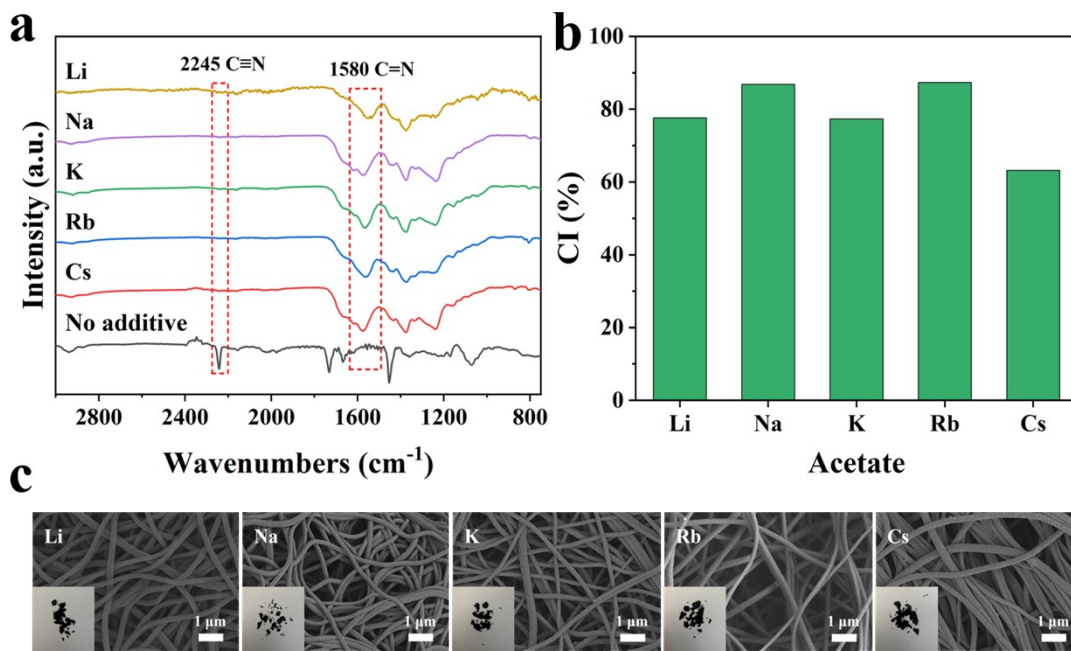 a
2245 C≡N
1580 C=N
Li
Na
K
Rb
Cs
No additive
Intensity (a.u.)
2800 2400 2000 1600 1200 800
Wavenumbers (cm⁻¹)
b
100
80
60
40
20
0
CI (%)
Li Na K Rb Cs
Acetate
c
Li Na K Rb Cs
1 μm 1 μm 1 μm 1 μm 1 μm